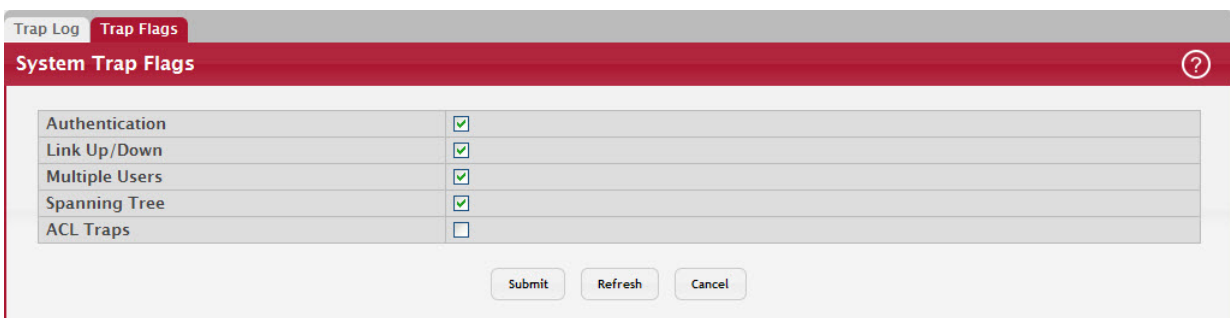 Trap Log Trap Flags
System Trap Flags ?
Authentication
Link Up/Down
Multiple Users
Spanning Tree
ACL Traps
Submit Refresh Cancel